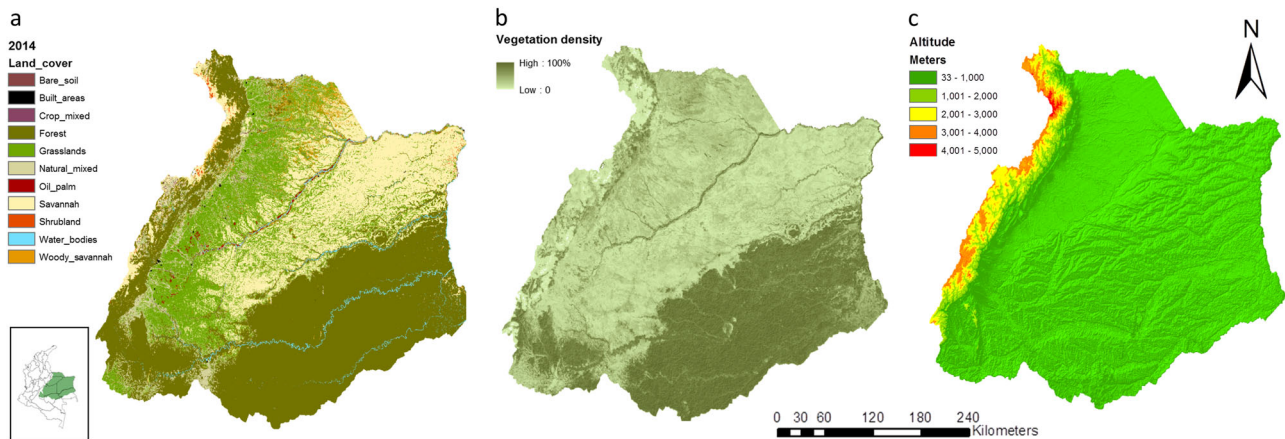 a
2014
Land_cover
Bare_soil
Built_areas
Crop_mixed
Forest
Grasslands
Natural_mixed
Oil_palm
Savannah
Shrubland
Water_bodies
Woody_savannah
b
Vegetation density
High : 100%
Low : 0
c
Altitude
Meters
33 - 1,000
1,001 - 2,000
2,001 - 3,000
3,001 - 4,000
4,001 - 5,000
N
0 30 60 120 180 240
Kilometers